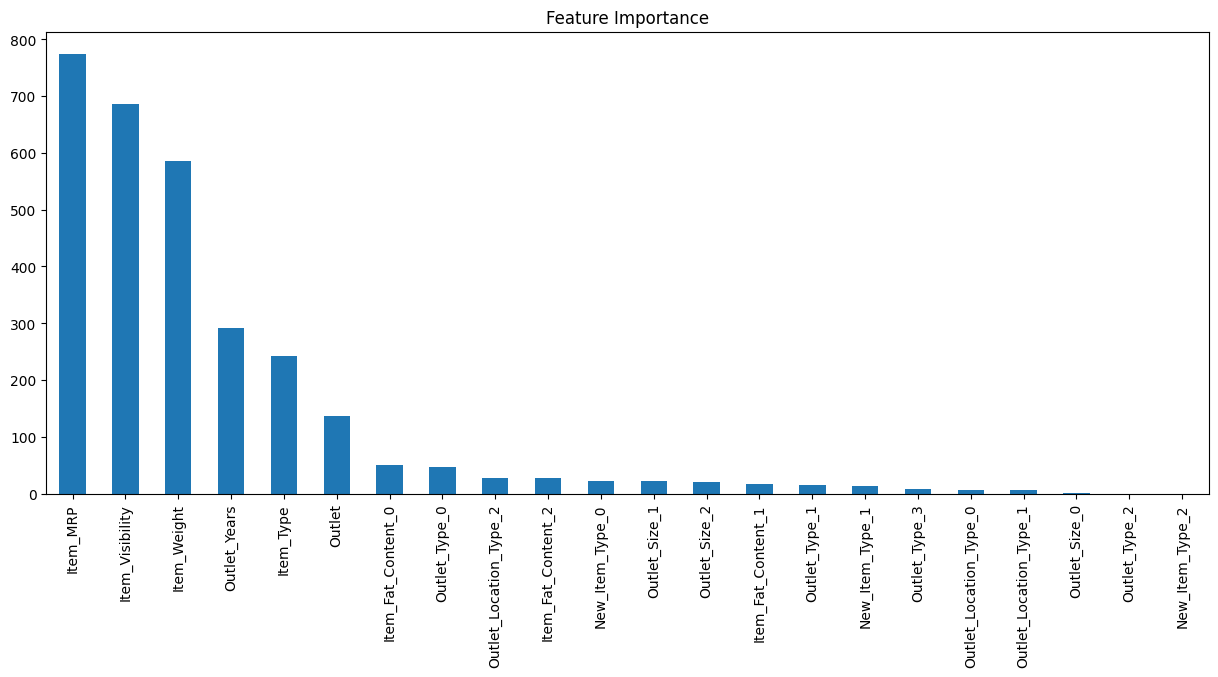 Feature Importance
800
700
600
500
400
300
200
100
0
Item_MRP
Item_Visibility
Item_Weight
Outlet_Years
Item_Type
Outlet
Item_Fat_Content_0
Outlet_Type_0
Outlet_Location_Type_2
Item_Fat_Content_2
New_Item_Type_0
Outlet_Size_1
Outlet_Size_2
Item_Fat_Content_1
Outlet_Type_1
New_Item_Type_1
Outlet_Type_3
Outlet_Location_Type_0
Outlet_Location_Type_1
Outlet_Size_0
Outlet_Type_2
New_Item_Type_2